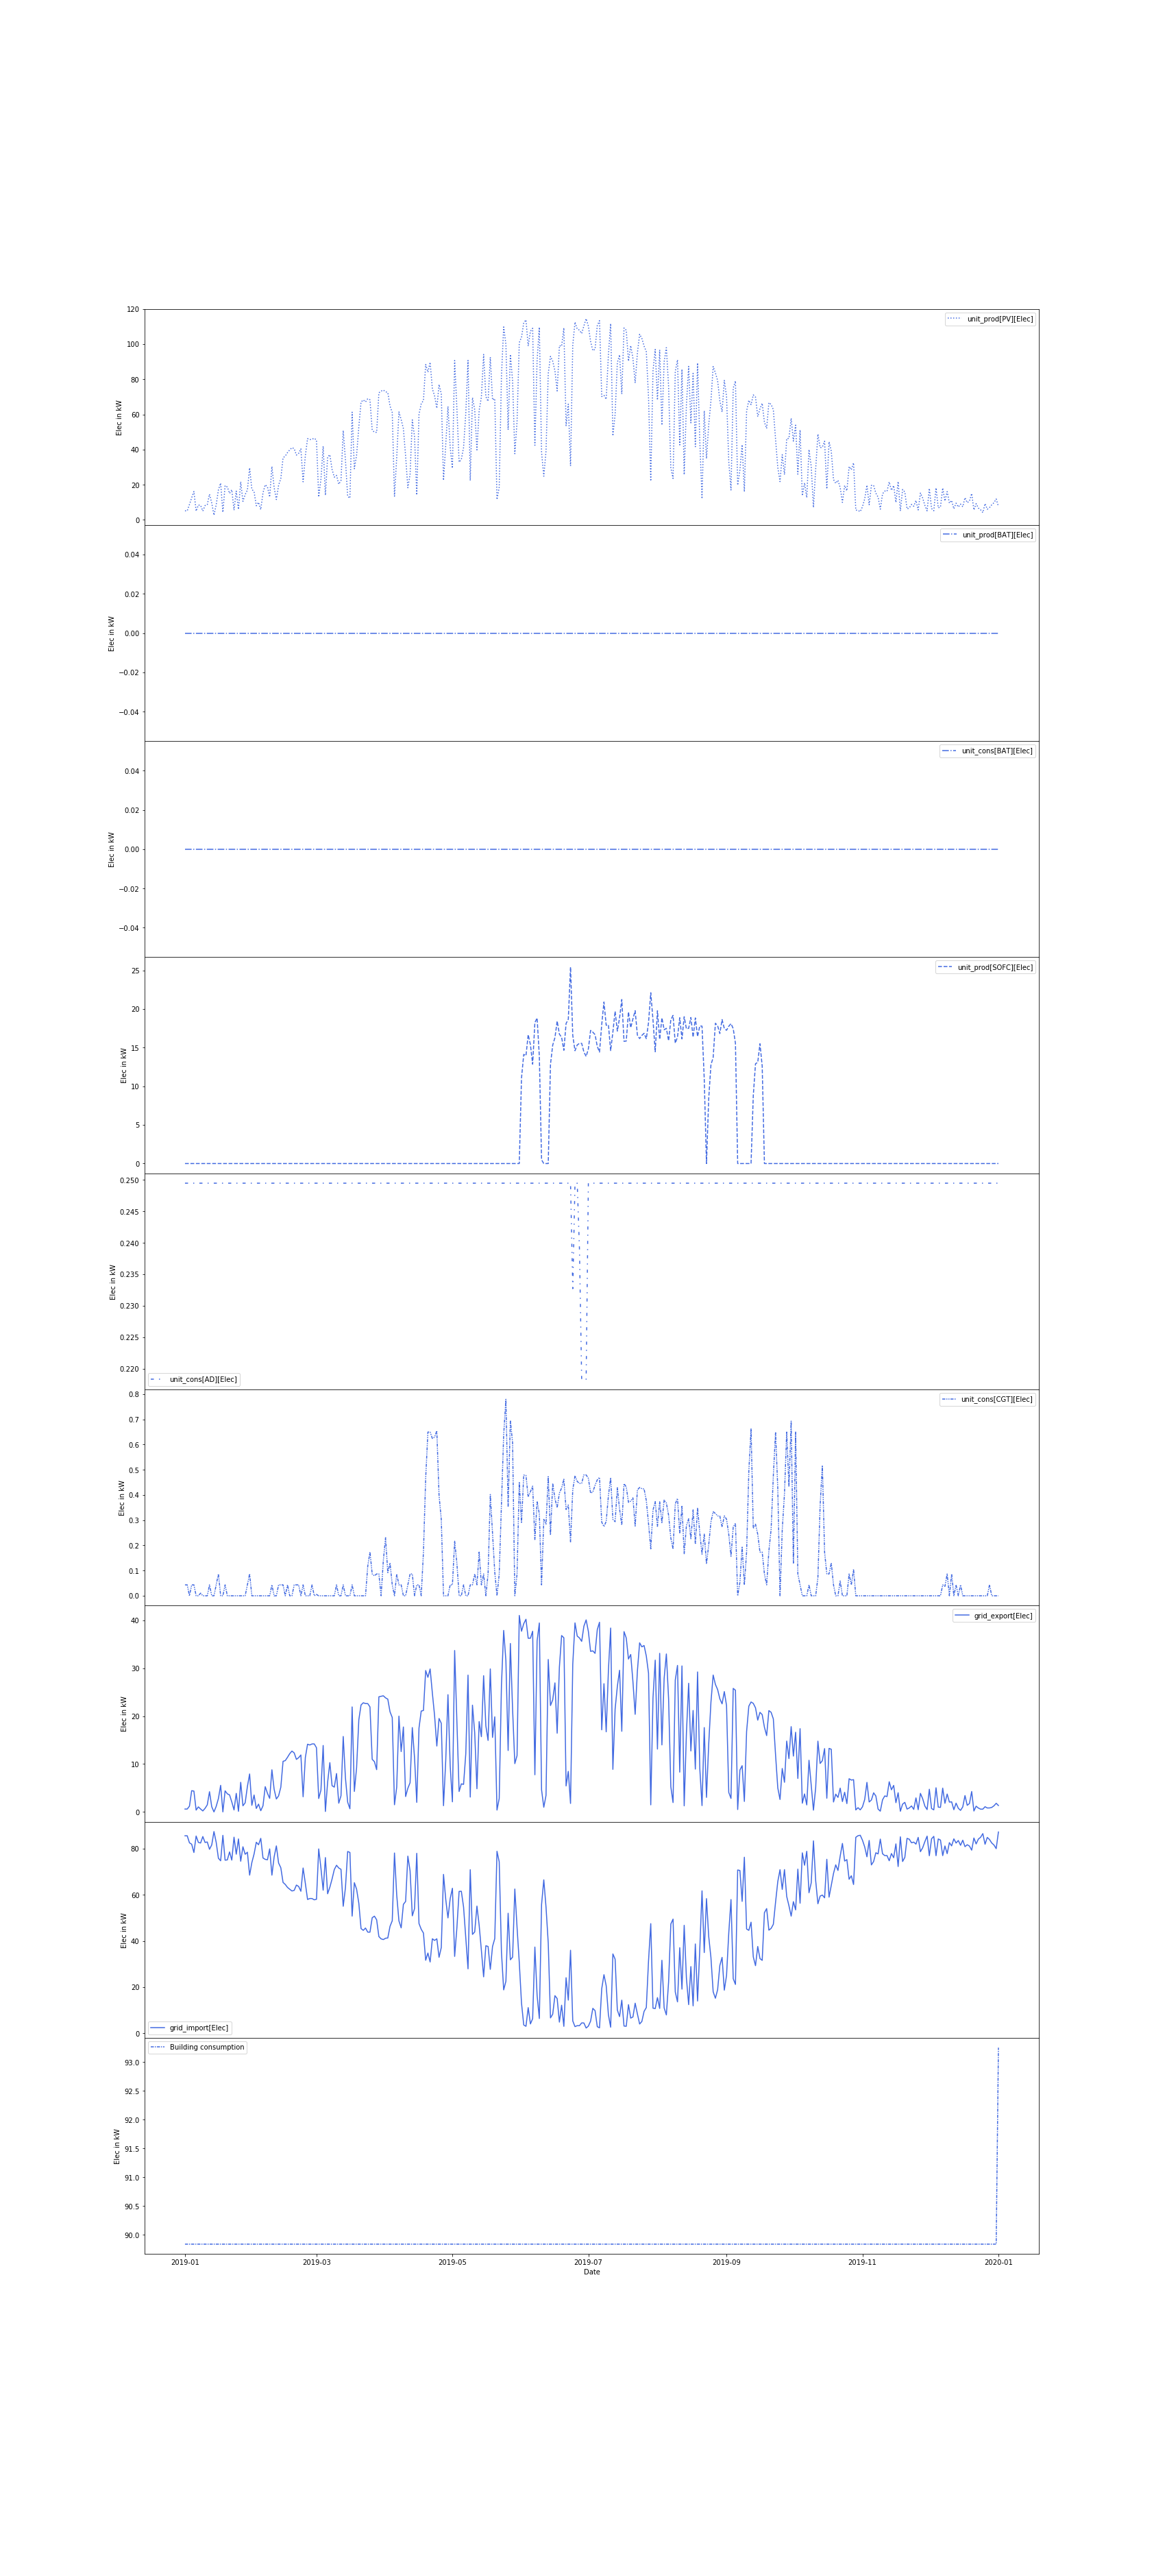 120
100
80
60
40
20
0
Elec in kW
unit_prod[PV][Elec]
0.04
0.02
0.00
−0.02
−0.04
Elec in kW
unit_prod[BAT][Elec]
0.04
0.02
0.00
−0.02
−0.04
Elec in kW
unit_cons[BAT][Elec]
25
20
15
10
5
0
Elec in kW
unit_prod[SOFC][Elec]
0.250
0.245
0.240
0.235
0.230
0.225
0.220
Elec in kW
unit_cons[AD][Elec]
0.8
0.7
0.6
0.5
0.4
0.3
0.2
0.1
0.0
Elec in kW
unit_cons[CGT][Elec]
40
30
20
10
0
Elec in kW
grid_export[Elec]
80
60
40
20
0
Elec in kW
grid_import[Elec]
93.0
92.5
92.0
91.5
91.0
90.5
90.0
Elec in kW
Building consumption
2019-01 2019-03 2019-05 2019-07 2019-09 2019-11 2020-01
Date